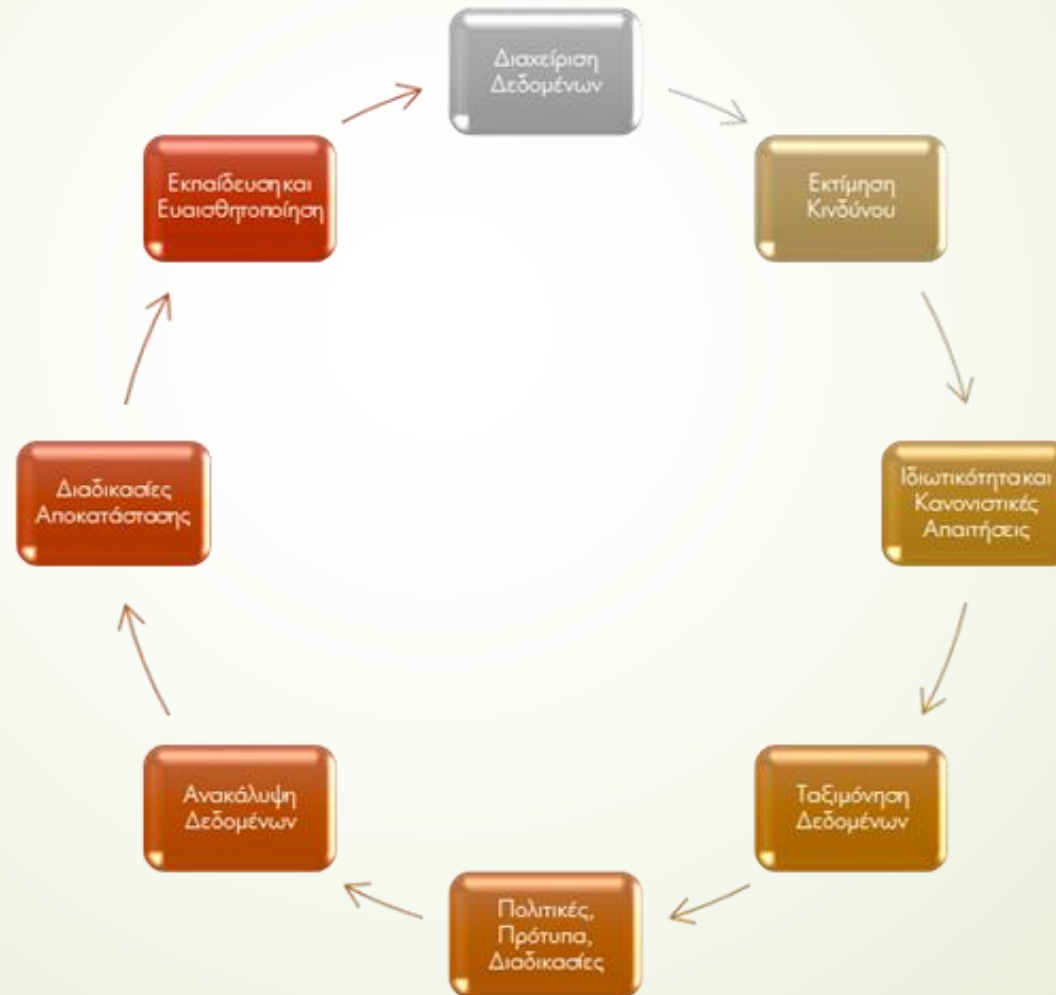 Διαχείριση
Δεδομένων
Εκτίμηση
Κινδύνου
Ιδιωτικότητα και
Κανονιστικές
Απαιτήσεις
Ταξιμόνηση
Δεδομένων
Πολιτικές,
Πρότυπα,
Διαδικασίες
Ανακάλυψη
Δεδομένων
Διαδικασίες
Αποκατάστασης
Εκπαίδευση και
Ευαισθητοποίηση